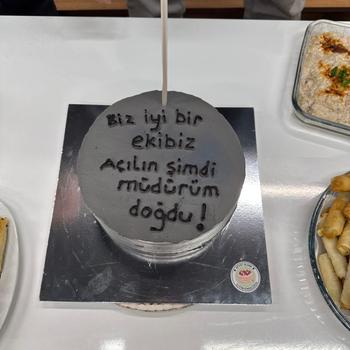 Biz iyi bir
ekibiz
Açılın Şimdi
müdürüm
doğdu!